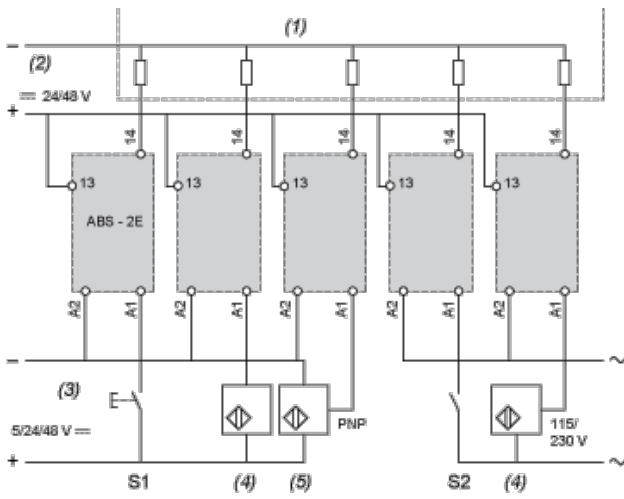 (1)
−
(2)
+ 24/48 V
14 14 14 14 14
13 13 13 13 13
ABS - 2E
A2 A1 A2 A1 A2 A1 A2 A1 A2 A1
− ~
(3)
PNP
115/
230 V
5/24/48 V
+ ~
S1 (4) (5) S2 (4)